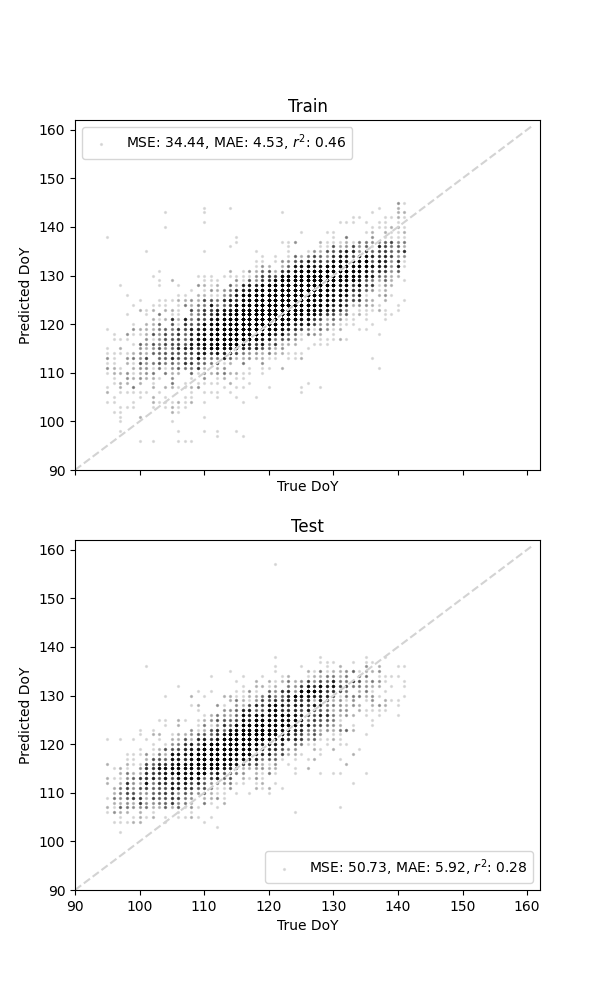 Train
160
150
140
130
120
110
100
90
Predicted DoY
MSE: 34.44, MAE: 4.53, r²: 0.46
True DoY
Test
160
150
140
130
120
110
100
90
Predicted DoY
MSE: 50.73, MAE: 5.92, r²: 0.28
90 100 110 120 130 140 150 160
True DoY